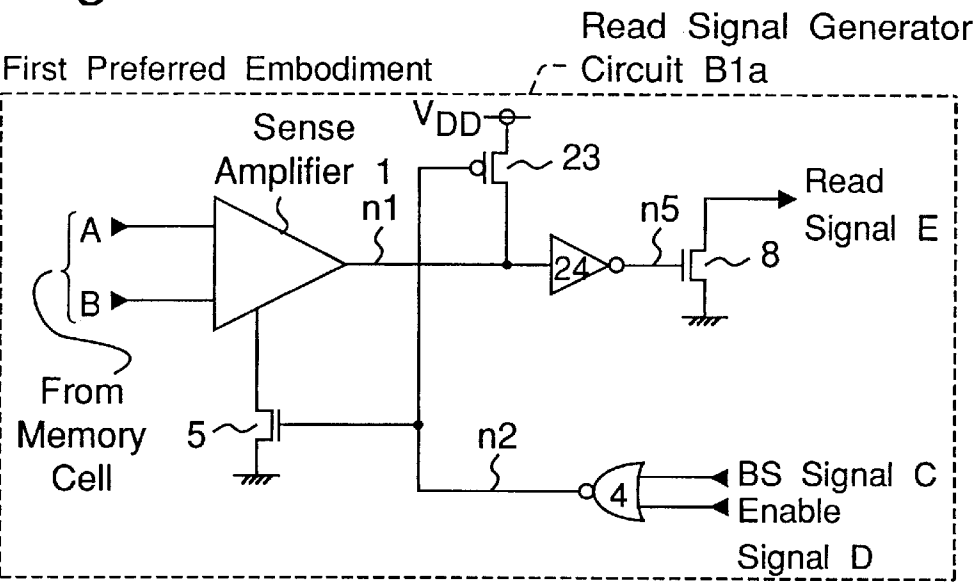 Read Signal Generator
Circuit B1a
First Preferred Embodiment
VDD
Sense
Amplifier 1
23
n1
A
B
n5
Read
Signal E
24
8
From
Memory
Cell
5
n2
4
BS Signal C
Enable
Signal D